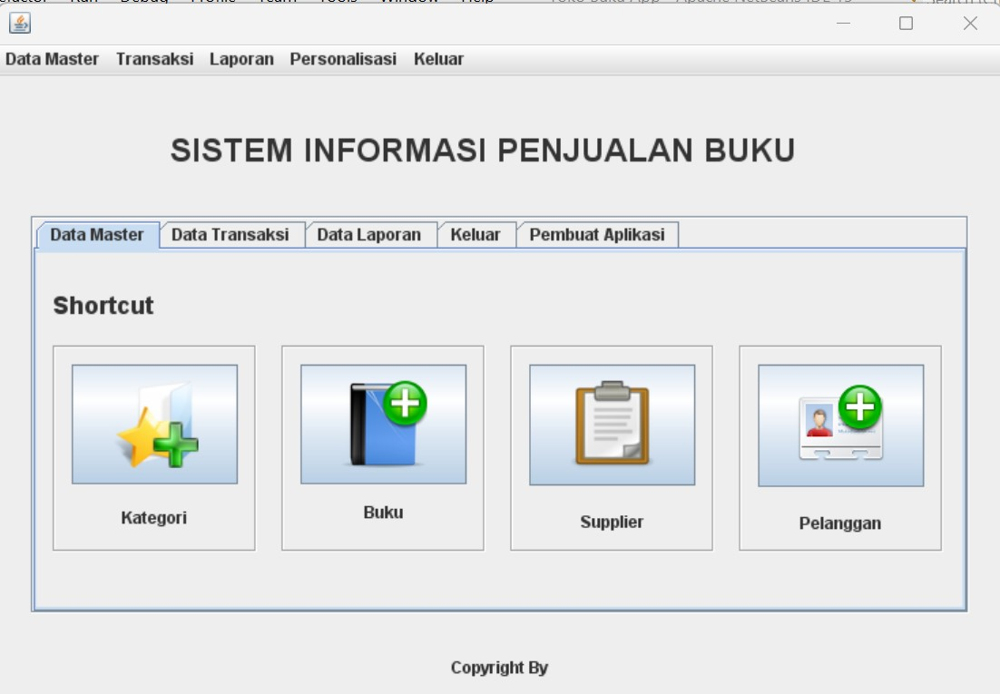 Data Master Transaksi Laporan Personalisasi Keluar
SISTEM INFORMASI PENJUALAN BUKU
Data Master Data Transaksi Data Laporan Keluar Pembuat Aplikasi
Shortcut
Kategori Buku Supplier Pelanggan
Copyright By